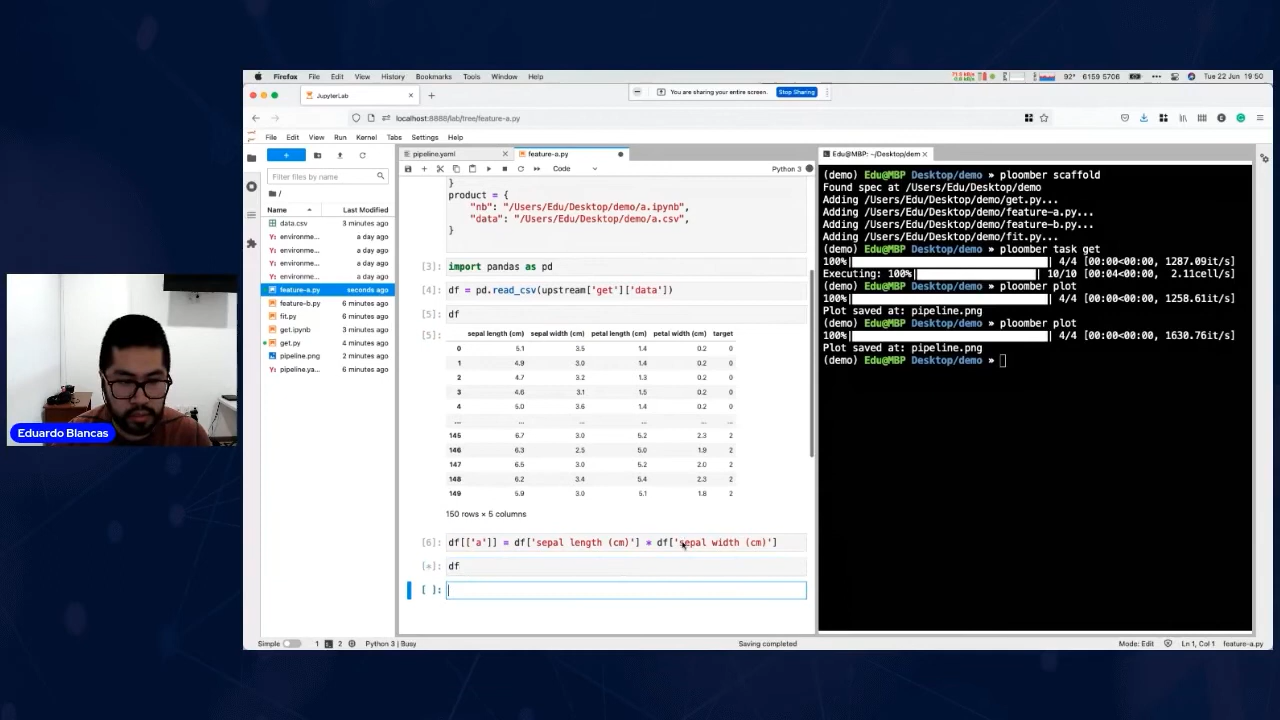 Firefox File Edit View History Bookmarks Tools Window Help
92° 6159 5706 Tue 22 Jun 19:50
JupyterLab
You are sharing your entire screen. Stop Sharing
localhost:8888/lab/tree/feature-a.py
File Edit View Run Kernel Tabs Settings Help
Filter files by name
/
Name Last Modified
data.csv 3 minutes ago
environme... a day ago
environme... a day ago
environme... a day ago
feature-a.py seconds ago
feature-b.py 6 minutes ago
fit.py 6 minutes ago
get.ipynb 3 minutes ago
get.py 4 minutes ago
pipeline.png 2 minutes ago
pipeline.ya... 6 minutes ago
pipeline.yaml feature-a.py
Code Python 3
}
product = {
"nb": "/Users/Edu/Desktop/demo/a.ipynb",
"data": "/Users/Edu/Desktop/demo/a.csv",
}
[3]: import pandas as pd
[4]: df = pd.read_csv(upstream['get']['data'])
[5]: df
[5]: sepal length (cm) sepal width (cm) petal length (cm) petal width (cm) target
0 5.1 3.5 1.4 0.2 0
1 4.9 3.0 1.4 0.2 0
2 4.7 3.2 1.3 0.2 0
3 4.6 3.1 1.5 0.2 0
4 5.0 3.6 1.4 0.2 0
... ... ... ... ... ...
145 6.7 3.0 5.2 2.3 2
146 6.3 2.5 5.0 1.9 2
147 6.5 3.0 5.2 2.0 2
148 6.2 3.4 5.4 2.3 2
149 5.9 3.0 5.1 1.8 2
150 rows × 5 columns
[6]: df[['a']] = df['sepal length (cm)'] * df['sepal width (cm)']
[*]: df
[ ]:
Edu@MBP: ~/Desktop/dem
(demo) Edu@MBP Desktop/demo » ploomber scaffold
Found spec at /Users/Edu/Desktop/demo
Adding /Users/Edu/Desktop/demo/get.py...
Adding /Users/Edu/Desktop/demo/feature-a.py...
Adding /Users/Edu/Desktop/demo/feature-b.py...
Adding /Users/Edu/Desktop/demo/fit.py...
(demo) Edu@MBP Desktop/demo » ploomber task get
100%| | 4/4 [00:00<00:00, 1287.09it/s]
Executing: 100%| | 10/10 [00:04<00:00, 2.11cell/s]
(demo) Edu@MBP Desktop/demo » ploomber plot
100%| | 4/4 [00:00<00:00, 1258.61it/s]
Plot saved at: pipeline.png
(demo) Edu@MBP Desktop/demo » ploomber plot
100%| | 4/4 [00:00<00:00, 1630.76it/s]
Plot saved at: pipeline.png
(demo) Edu@MBP Desktop/demo »
Eduardo Blancas
Simple 1 2 Python 3 | Busy Saving completed Mode: Edit Ln 1, Col 1 feature-a.py